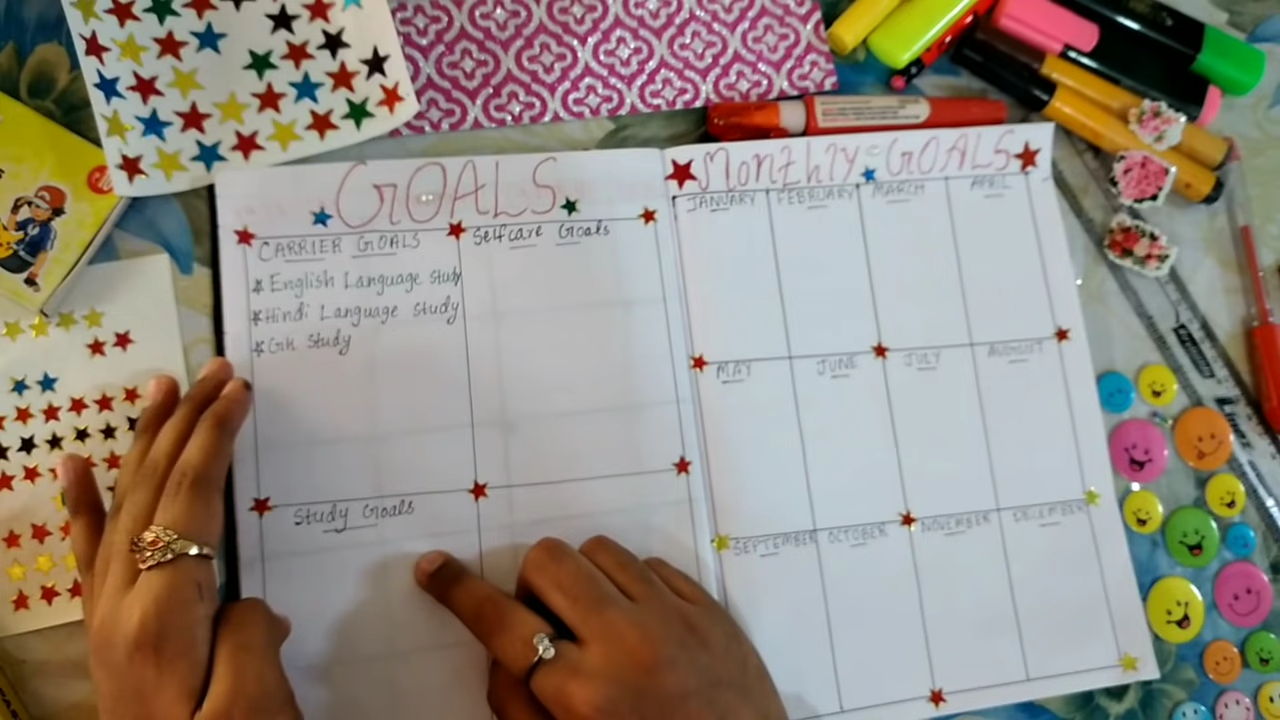 GOALS
CARRIER GOALS
Selfcare Goals
* English Language study
* Hindi Language study
* Gk study
Study Goals
Monthly GOALS
JANUARY FEBRUARY MARCH APRIL
MAY JUNE JULY AUGUST
SEPTEMBER OCTOBER NOVEMBER DECEMBER